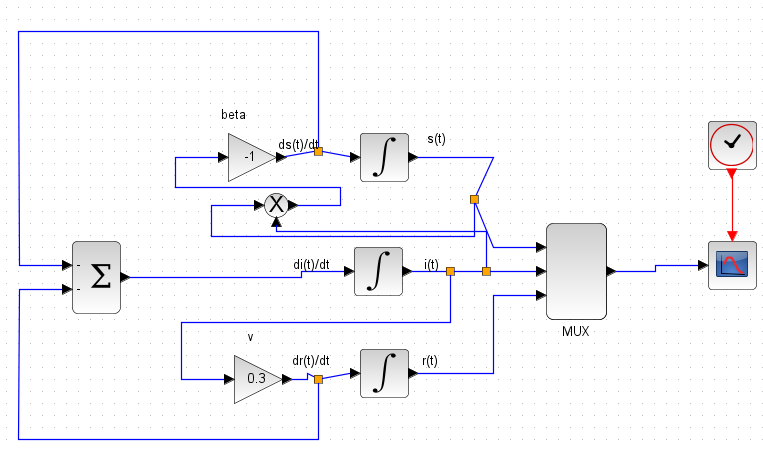 beta
-1
ds(t)/dt
∫
s(t)
X
Σ
-
-
di(t)/dt
∫
i(t)
MUX
v
0.3
dr(t)/dt
∫
r(t)